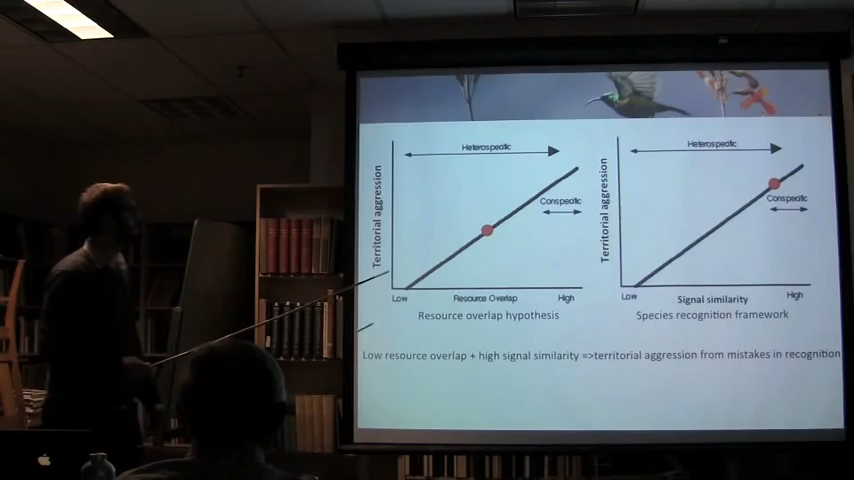 Heterospecific
Conspecific
Territorial aggression
Low
Resource Overlap
High
Resource overlap hypothesis
Heterospecific
Conspecific
Territorial aggression
Low
Signal similarity
High
Species recognition framework
Low resource overlap + high signal similarity =>territorial aggression from mistakes in recognition